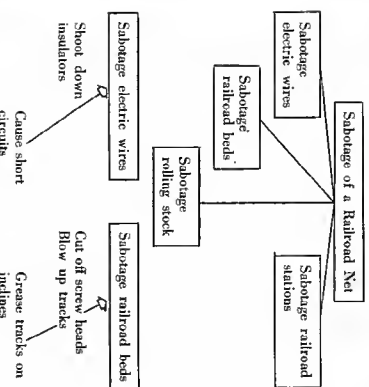 Sabotage of a Railroad Net
Sabotage
electric wires
Sabotage
railroad beds
Sabotage
rolling stock
Sabotage railroad
stations
Sabotage electric wires
Shoot down
insulators
Cause short
circuits
Sabotage railroad beds
Cut off screw heads
Blow up tracks
Grease tracks on
inclines